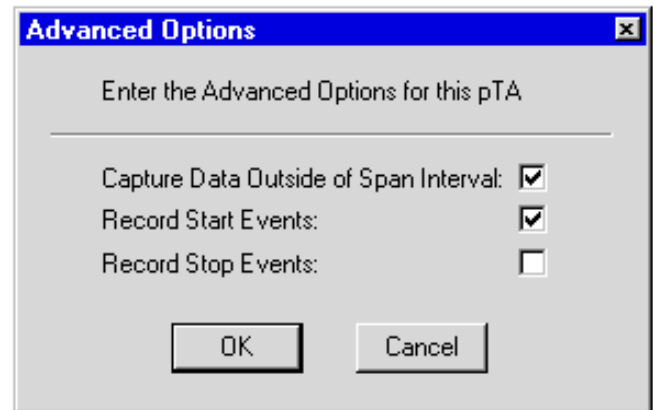 Advanced Options
Enter the Advanced Options for this pTA
Capture Data Outside of Span Interval:
Record Start Events:
Record Stop Events:
OK Cancel